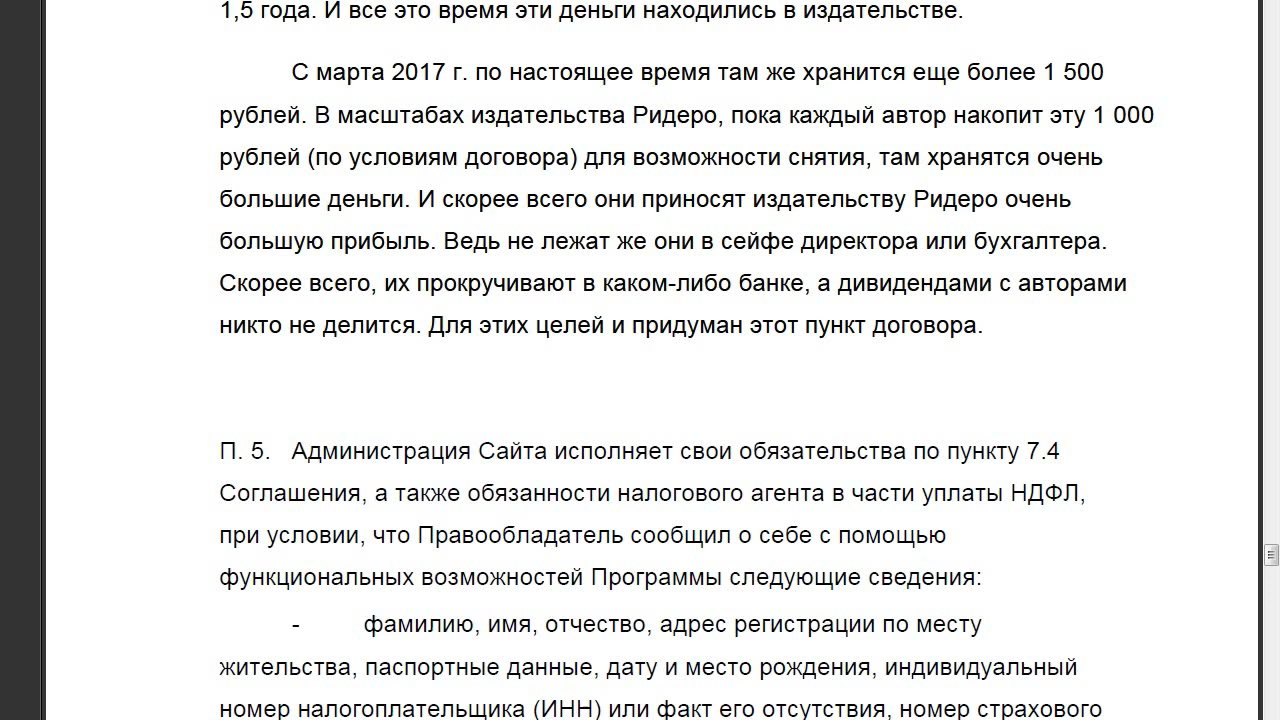 1,5 года. И все это время эти деньги находились в издательстве.
С марта 2017 г. по настоящее время там же хранится еще более 1 500
рублей. В масштабах издательства Ридеро, пока каждый автор накопит эту 1 000
рублей (по условиям договора) для возможности снятия, там хранятся очень
большие деньги. И скорее всего они приносят издательству Ридеро очень
большую прибыль. Ведь не лежат же они в сейфе директора или бухгалтера.
Скорее всего, их прокручивают в каком-либо банке, а дивидендами с авторами
никто не делится. Для этих целей и придуман этот пункт договора.
П. 5. Администрация Сайта исполняет свои обязательства по пункту 7.4
Соглашения, а также обязанности налогового агента в части уплаты НДФЛ,
при условии, что Правообладатель сообщил о себе с помощью
функциональных возможностей Программы следующие сведения:
- фамилию, имя, отчество, адрес регистрации по месту
жительства, паспортные данные, дату и место рождения, индивидуальный
номер налогоплательщика (ИНН) или факт его отсутствия, номер страхового